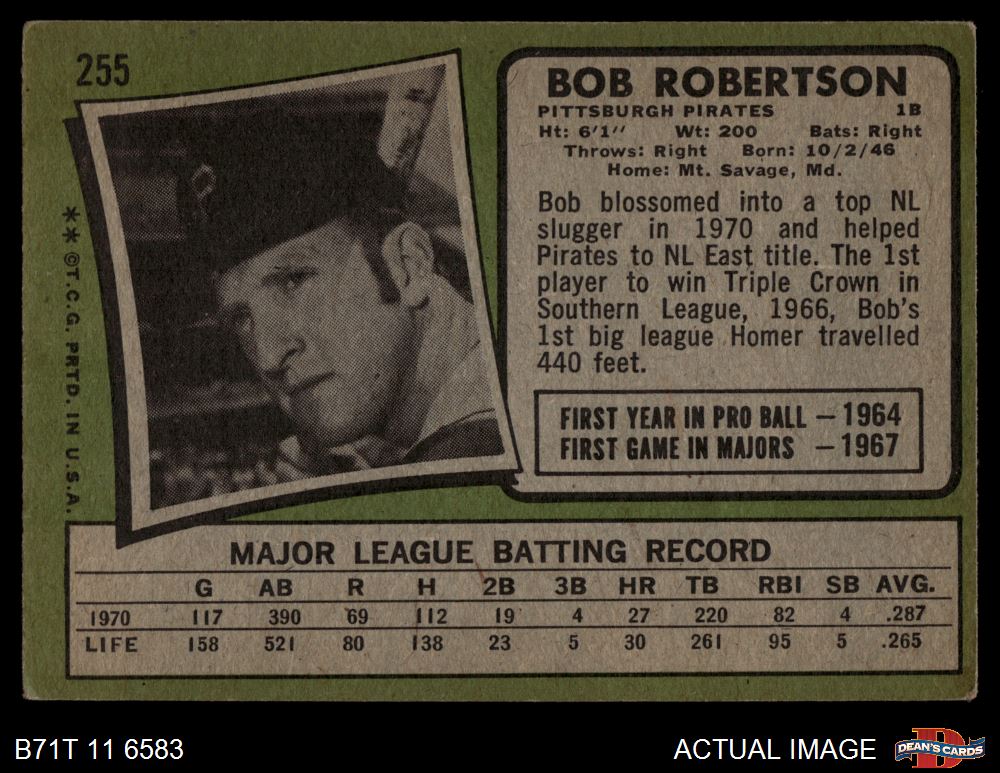 255
BOB ROBERTSON
PITTSBURGH PIRATES 1B
Ht: 6'1" Wt: 200 Bats: Right
Throws: Right Born: 10/2/46
Home: Mt. Savage, Md.
Bob blossomed into a top NL
slugger in 1970 and helped
Pirates to NL East title. The 1st
player to win Triple Crown in
Southern League, 1966, Bob's
1st big league Homer travelled
440 feet.
FIRST YEAR IN PRO BALL — 1964
FIRST GAME IN MAJORS — 1967
**©T.C.G. PRTD. IN U.S.A.
MAJOR LEAGUE BATTING RECORD
G AB R H 2B 3B HR TB RBI SB AVG.
1970 117 390 69 112 19 4 27 220 82 4 .287
LIFE 158 521 80 138 23 5 30 261 95 5 .265
B71T 11 6583
ACTUAL IMAGE
D
DEAN'S CARDS